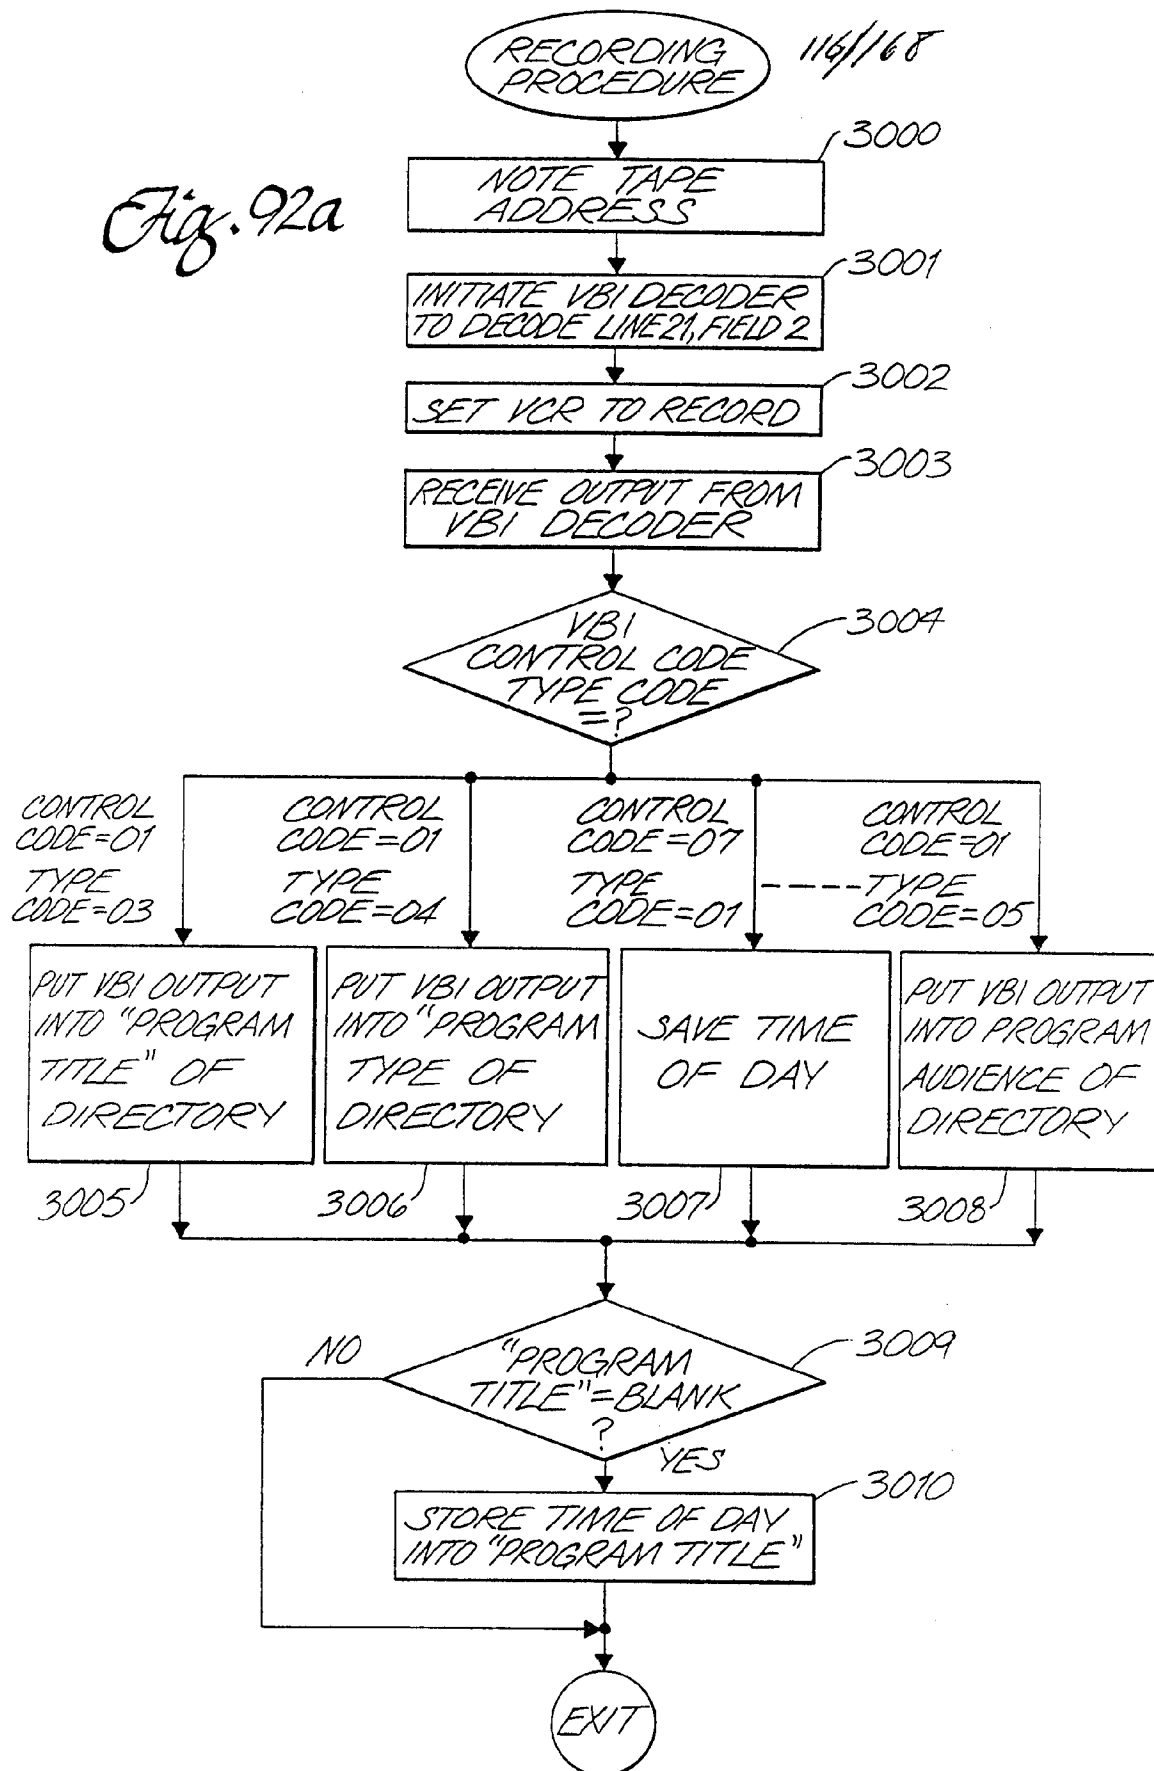 RECORDING
PROCEDURE
116/168
Fig. 92a
3000
NOTE TAPE
ADDRESS
3001
INITIATE VBI DECODER
TO DECODE LINE 21, FIELD 2
3002
SET VCR TO RECORD
3003
RECEIVE OUTPUT FROM
VBI DECODER
3004
VBI
CONTROL CODE
TYPE CODE
=?
CONTROL
CODE=01
TYPE
CODE=03
CONTROL
CODE=01
TYPE
CODE=04
CONTROL
CODE=07
TYPE
CODE=01
CONTROL
CODE=01
TYPE
CODE=05
PUT VBI OUTPUT
INTO "PROGRAM
TITLE" OF
DIRECTORY
PUT VBI OUTPUT
INTO "PROGRAM
TYPE OF
DIRECTORY
SAVE TIME
OF DAY
PUT VBI OUTPUT
INTO PROGRAM
AUDIENCE OF
DIRECTORY
3005
3006
3007
3008
NO
"PROGRAM
TITLE"=BLANK
?
3009
YES
3010
STORE TIME OF DAY
INTO "PROGRAM TITLE"
EXIT